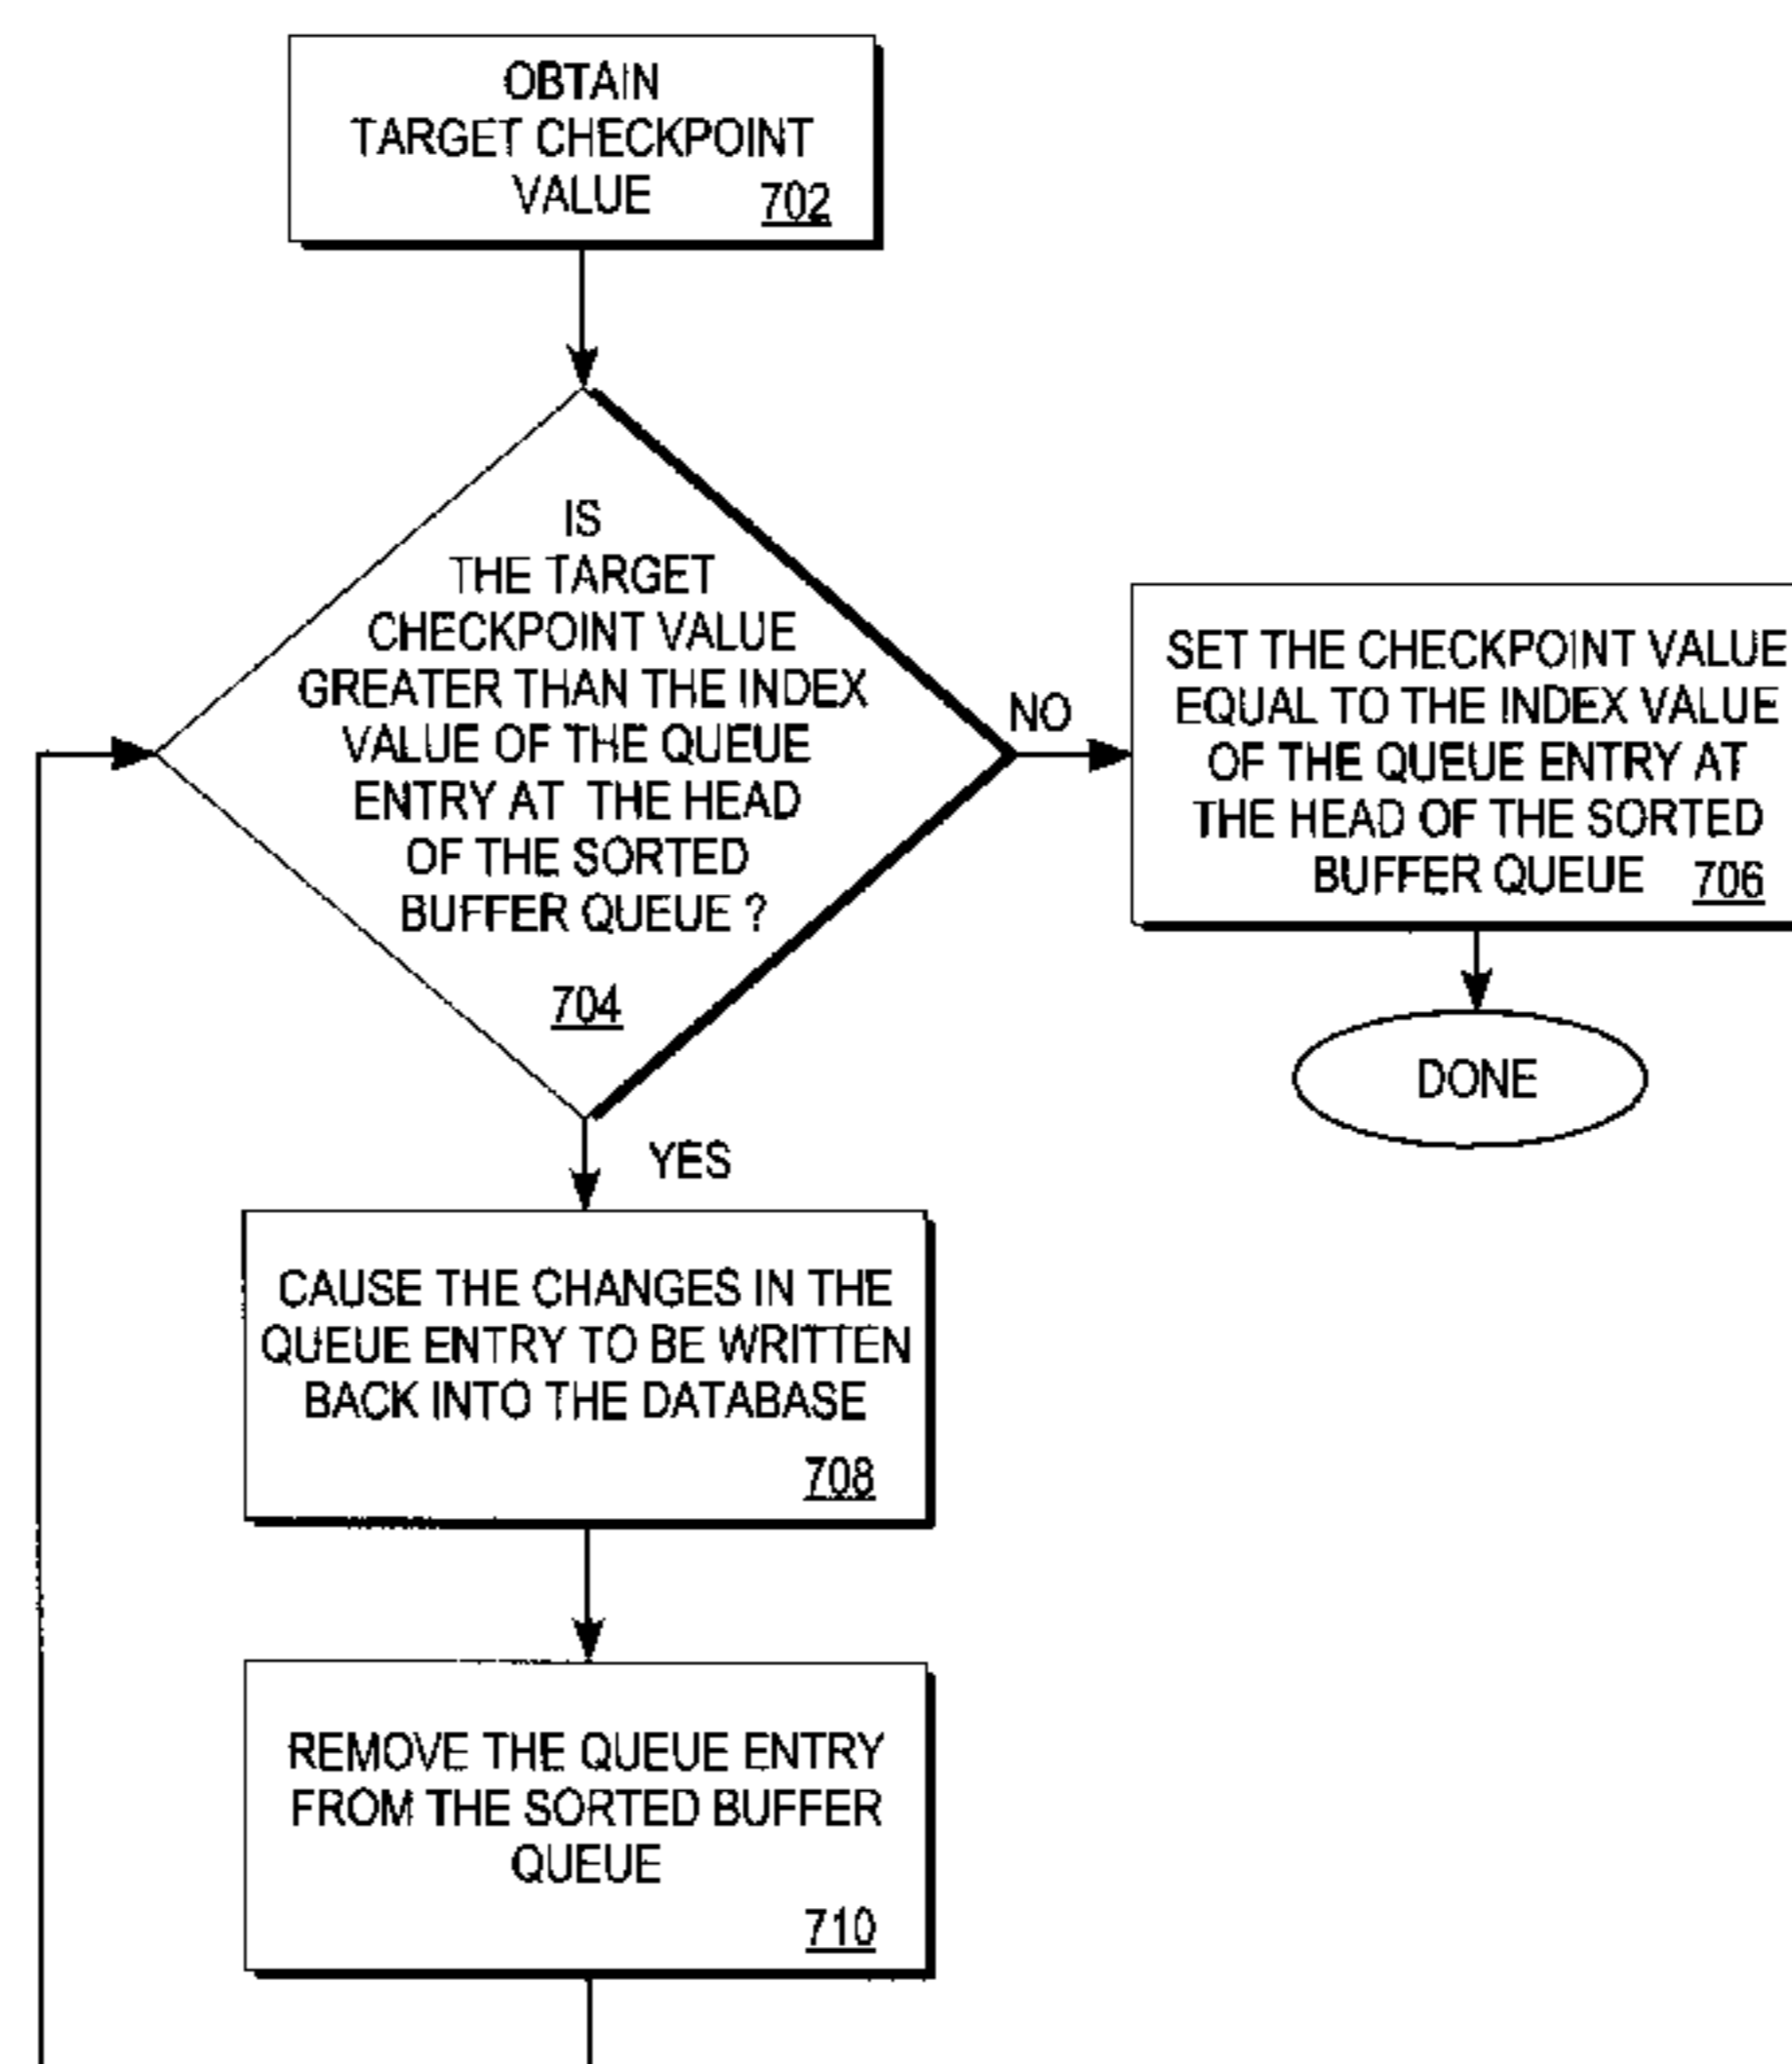 OBTAIN
TARGET CHECKPOINT
VALUE 702
IS
THE TARGET
CHECKPOINT VALUE
GREATER THAN THE INDEX
VALUE OF THE QUEUE
ENTRY AT THE HEAD
OF THE SORTED
BUFFER QUEUE ?
704
NO
SET THE CHECKPOINT VALUE
EQUAL TO THE INDEX VALUE
OF THE QUEUE ENTRY AT
THE HEAD OF THE SORTED
BUFFER QUEUE 706
DONE
YES
CAUSE THE CHANGES IN THE
QUEUE ENTRY TO BE WRITTEN
BACK INTO THE DATABASE
708
REMOVE THE QUEUE ENTRY
FROM THE SORTED BUFFER
QUEUE
710